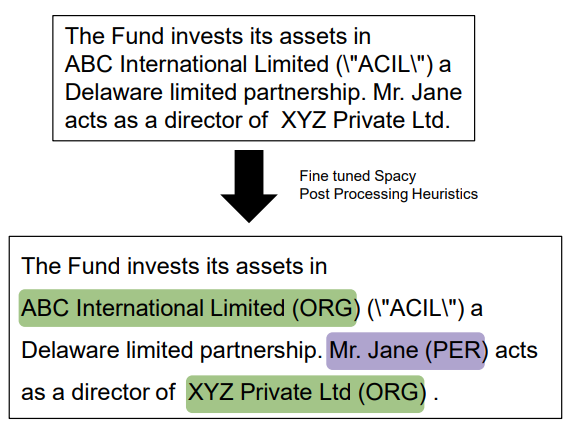 The Fund invests its assets in
ABC International Limited (\"ACIL\") a
Delaware limited partnership. Mr. Jane
acts as a director of  XYZ Private Ltd.
Fine tuned Spacy
Post Processing Heuristics
The Fund invests its assets in
ABC International Limited (ORG) (\"ACIL\") a
Delaware limited partnership. Mr. Jane (PER) acts
as a director of  XYZ Private Ltd (ORG) .